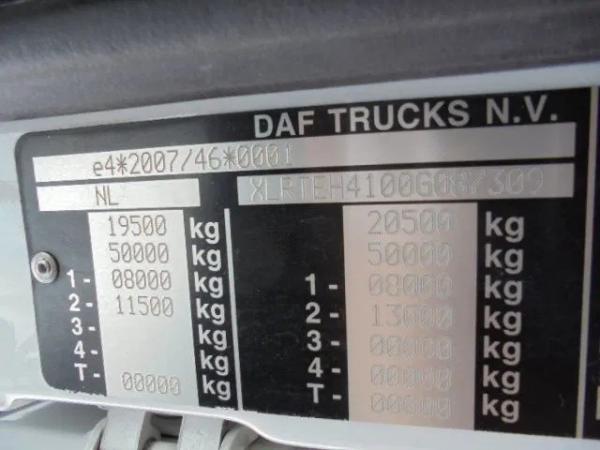 DAF TRUCKS N.V.
e4*2007/46*0001
NL
19500 kg 20500 kg
50000 kg 50000 kg
1- 08000 kg 1- 08000 kg
2- 11500 kg 2- kg
3- kg 3- 00000 kg
4- kg 4- 00000 kg
T- 00000 kg T- 00000 kg